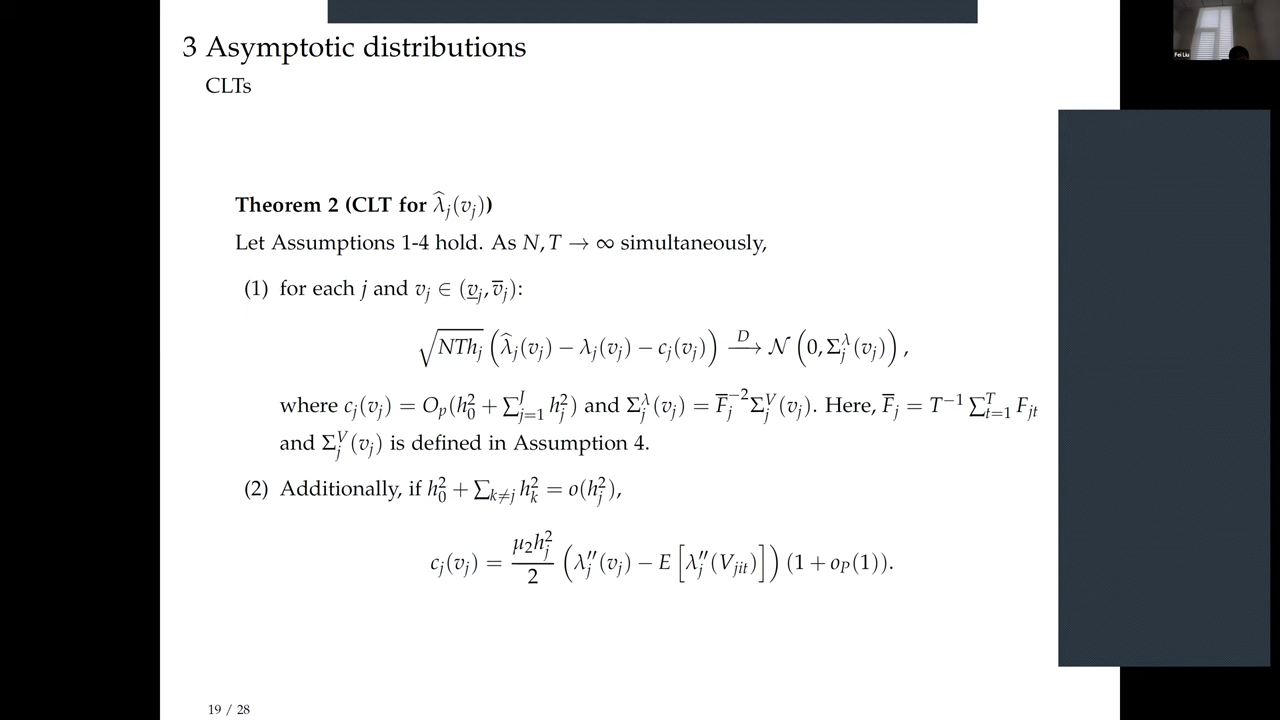 3 Asymptotic distributions
CLTs
Fei Liu
Theorem 2 (CLT for $\widehat{\lambda}_j(v_j)$)
Let Assumptions 1-4 hold. As $N, T \to \infty$ simultaneously,
(1) for each $j$ and $v_j \in (\underline{v}_j, \overline{v}_j)$:
$\sqrt{NTh_j}\left(\widehat{\lambda}_j(v_j) - \lambda_j(v_j) - c_j(v_j)\right) \xrightarrow{D} \mathcal{N}\left(0, \Sigma_j^{\lambda}(v_j)\right),$
where $c_j(v_j) = O_p(h_0^2 + \sum_{j=1}^{J} h_j^2)$ and $\Sigma_j^{\lambda}(v_j) = \overline{F}_j^{-2}\Sigma_j^{V}(v_j)$. Here, $\overline{F}_j = T^{-1}\sum_{t=1}^{T} F_{jt}$
and $\Sigma_j^{V}(v_j)$ is defined in Assumption 4.
(2) Additionally, if $h_0^2 + \sum_{k \neq j} h_k^2 = o(h_j^2)$,
$c_j(v_j) = \frac{\mu_2 h_j^2}{2}\left(\lambda_j''(v_j) - E\left[\lambda_j''(V_{jit})\right]\right)(1 + o_P(1)).$
19 / 28